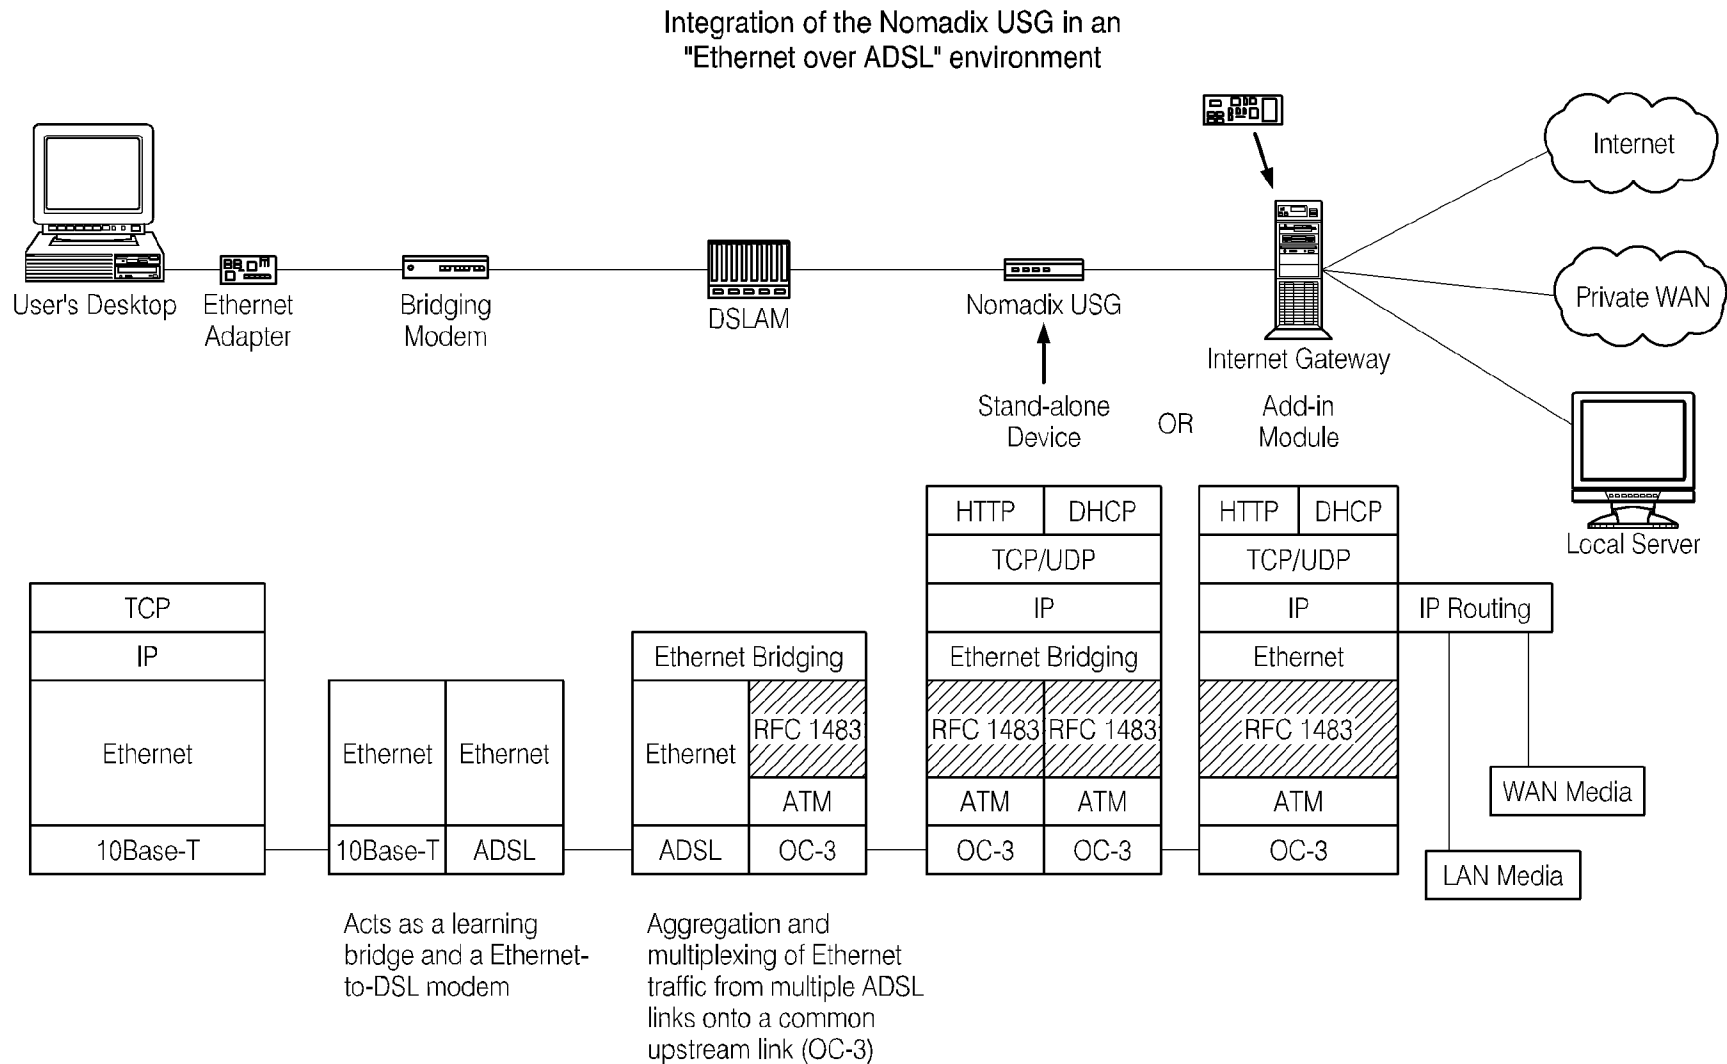 Integration of the Nomadix USG in an
"Ethernet over ADSL" environment
Internet
Private WAN
User's Desktop
Ethernet
Adapter
Bridging
Modem
DSLAM
Nomadix USG
Internet Gateway
Stand-alone
Device
OR
Add-in
Module
Local Server
TCP
IP
Ethernet
10Base-T
Ethernet
Ethernet
10Base-T
ADSL
Ethernet Bridging
Ethernet
RFC 1483
ATM
ADSL
OC-3
HTTP
DHCP
TCP/UDP
IP
Ethernet Bridging
RFC 1483
RFC 1483
ATM
ATM
OC-3
OC-3
HTTP
DHCP
TCP/UDP
IP
IP Routing
Ethernet
RFC 1483
ATM
OC-3
WAN Media
LAN Media
Acts as a learning
bridge and a Ethernet-
to-DSL modem
Aggregation and
multiplexing of Ethernet
traffic from multiple ADSL
links onto a common
upstream link (OC-3)